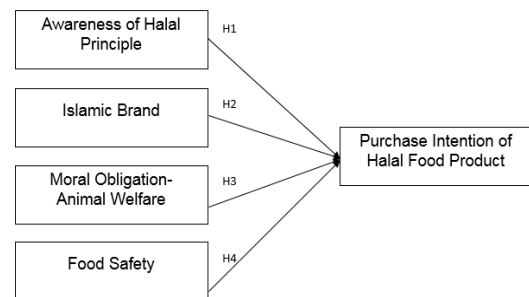 Awareness of Halal
Principle
H1
Islamic Brand
H2
Purchase Intention of
Halal Food Product
Moral Obligation-
Animal Welfare
H3
Food Safety
H4